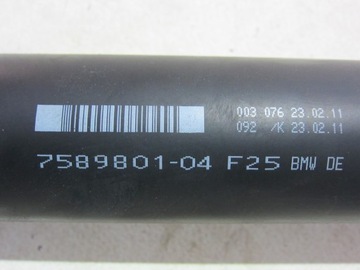 003 076 23.02.11
092 /K 23.02.11
7589801-04 F25 BMW DE